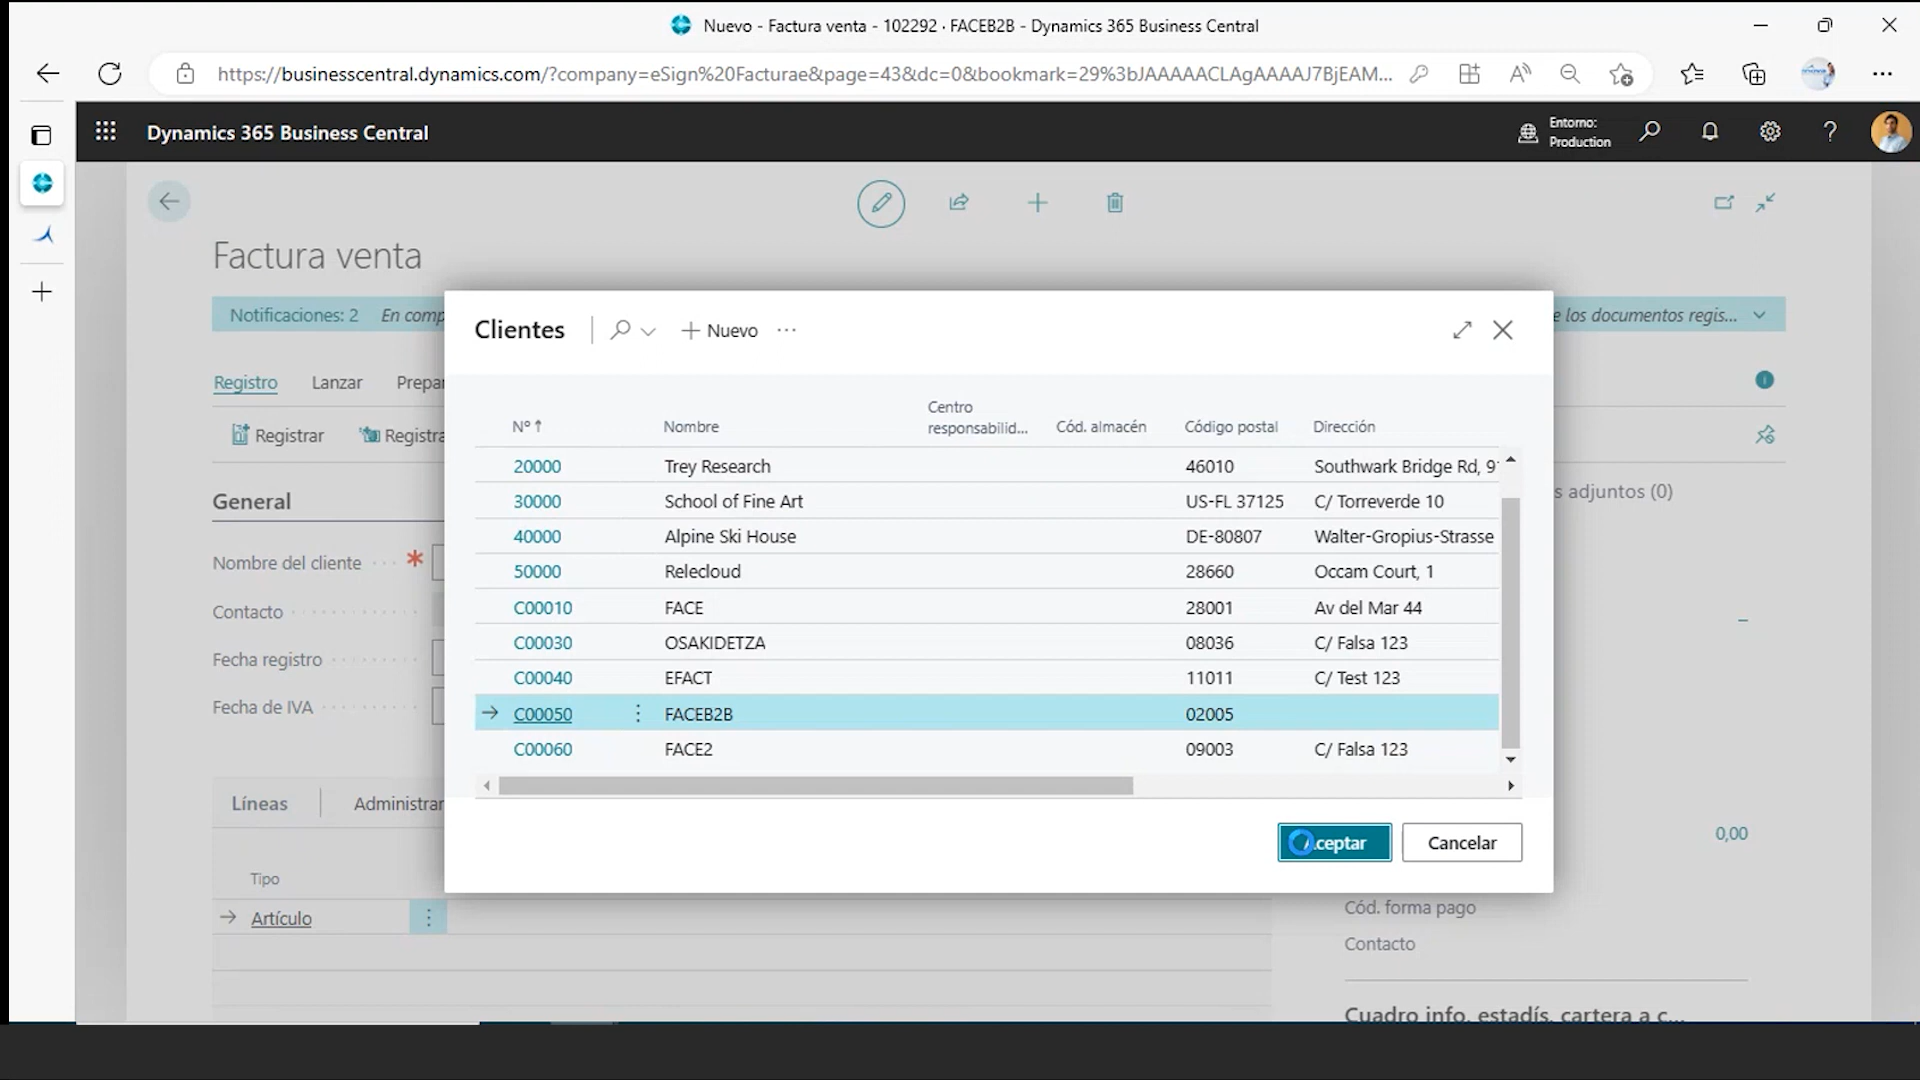 Nuevo - Factura venta - 102292 · FACEB2B - Dynamics 365 Business Central
https://businesscentral.dynamics.com/?company=eSign%20Facturae&page=43&dc=0&bookmark=29%3bJAAAAACLAgAAAAJ7BjEAM...
Dynamics 365 Business Central
Entorno:
Production
Factura venta
Notificaciones: 2 En comp
e los documentos regis...
Registro Lanzar Prepar
Registrar Registra
General
s adjuntos (0)
Nombre del cliente *
Contacto
Fecha registro
Fecha de IVA
Líneas Administrar
Tipo
Artículo
Clientes
+ Nuevo ...
Nº↑ Nombre Centro responsabilid... Cód. almacén Código postal Dirección
20000 Trey Research 46010 Southwark Bridge Rd, 9
30000 School of Fine Art US-FL 37125 C/ Torreverde 10
40000 Alpine Ski House DE-80807 Walter-Gropius-Strasse
50000 Relecloud 28660 Occam Court, 1
C00010 FACE 28001 Av del Mar 44
C00030 OSAKIDETZA 08036 C/ Falsa 123
C00040 EFACT 11011 C/ Test 123
C00050 FACEB2B 02005
C00060 FACE2 09003 C/ Falsa 123
Aceptar Cancelar
0,00
Cód. forma pago
Contacto
Cuadro info. estadís. cartera a c...